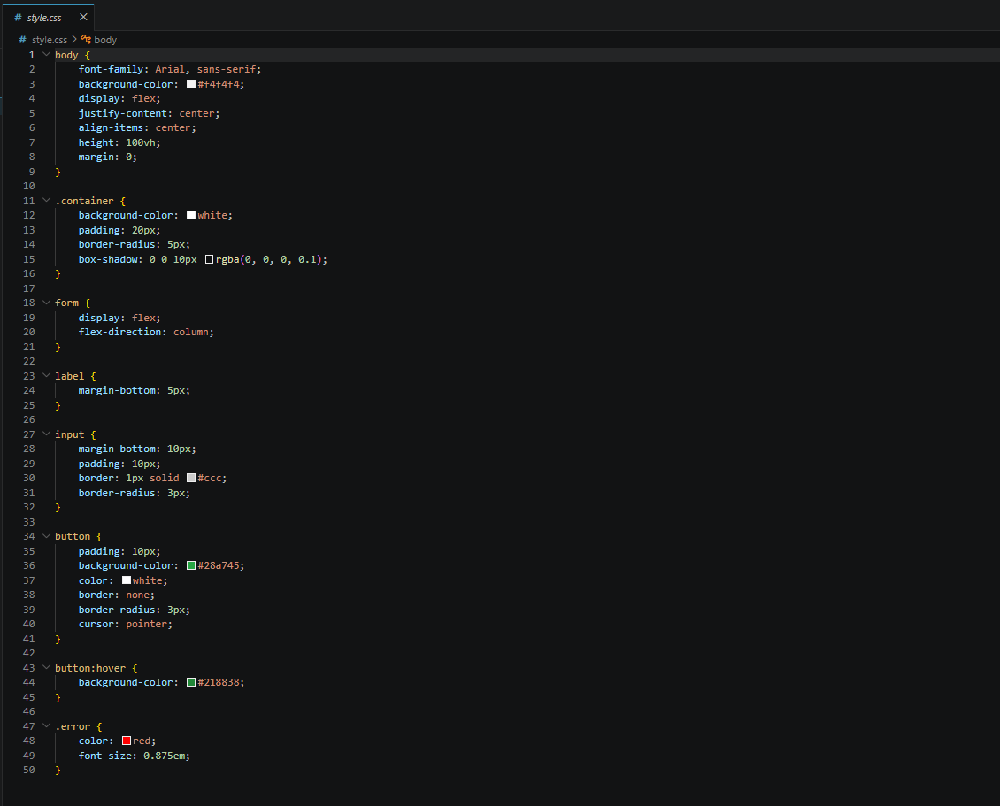 # style.css ×
# style.css > body
1 body {
2 font-family: Arial, sans-serif;
3 background-color: #f4f4f4;
4 display: flex;
5 justify-content: center;
6 align-items: center;
7 height: 100vh;
8 margin: 0;
9 }
10
11 .container {
12 background-color: white;
13 padding: 20px;
14 border-radius: 5px;
15 box-shadow: 0 0 10px rgba(0, 0, 0, 0.1);
16 }
17
18 form {
19 display: flex;
20 flex-direction: column;
21 }
22
23 label {
24 margin-bottom: 5px;
25 }
26
27 input {
28 margin-bottom: 10px;
29 padding: 10px;
30 border: 1px solid #ccc;
31 border-radius: 3px;
32 }
33
34 button {
35 padding: 10px;
36 background-color: #28a745;
37 color: white;
38 border: none;
39 border-radius: 3px;
40 cursor: pointer;
41 }
42
43 button:hover {
44 background-color: #218838;
45 }
46
47 .error {
48 color: red;
49 font-size: 0.875em;
50 }